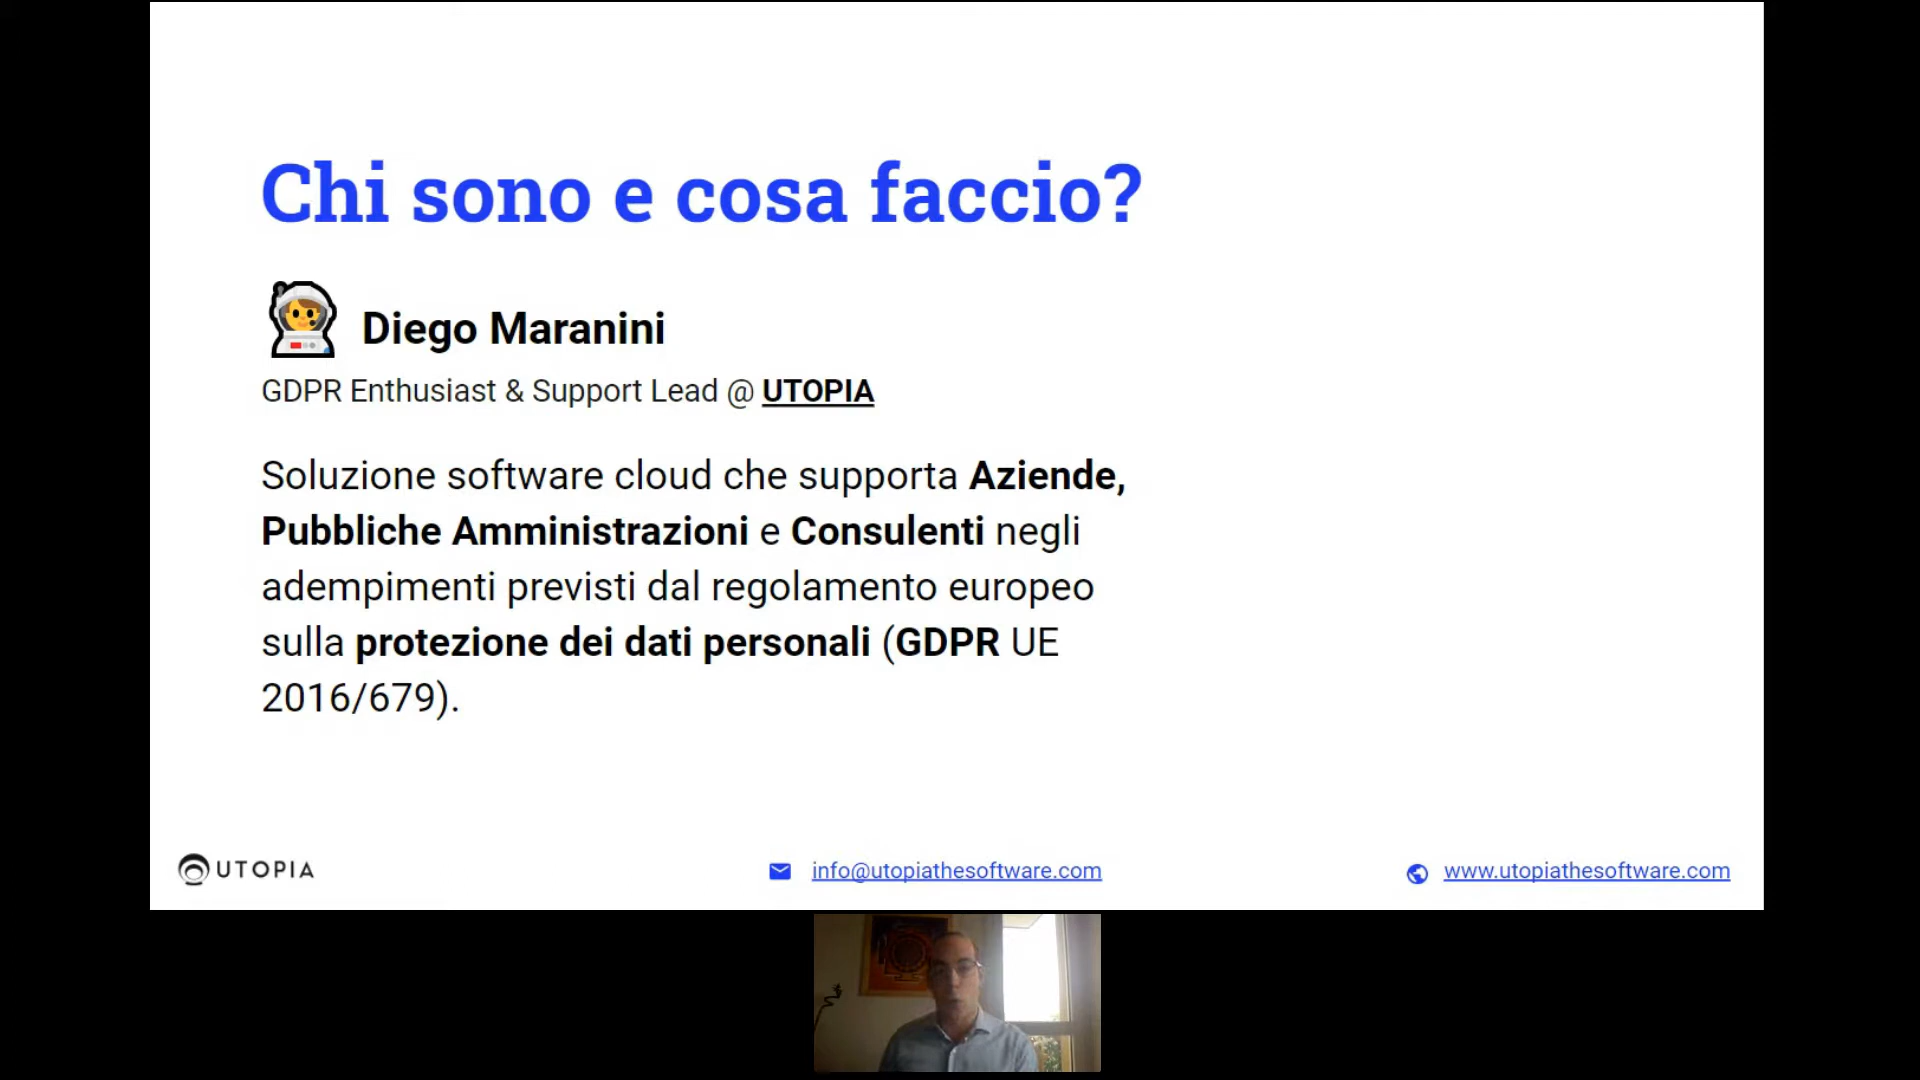 Chi sono e cosa faccio?
Diego Maranini
GDPR Enthusiast & Support Lead @ UTOPIA
Soluzione software cloud che supporta Aziende,
Pubbliche Amministrazioni e Consulenti negli
adempimenti previsti dal regolamento europeo
sulla protezione dei dati personali (GDPR UE
2016/679).
UTOPIA
info@utopiathesoftware.com
www.utopiathesoftware.com